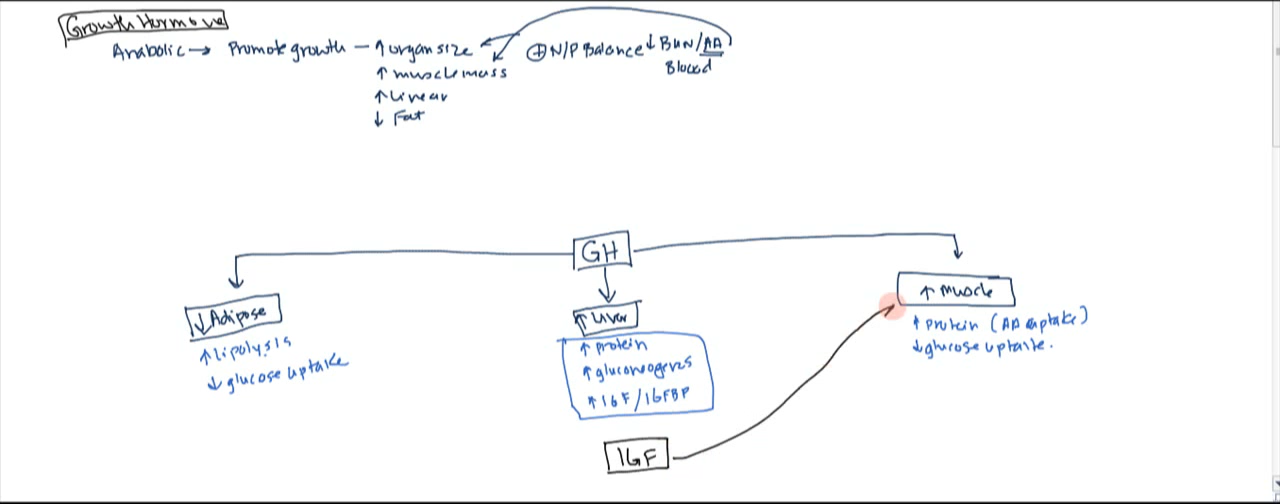 Growth Hormone
Anabolic → Promote growth – ↑ organ size ⊕ N/P Balance ↓ BUN/AA
↑ muscle mass Blood
↑ Linear
↓ Fat
GH
↓ Adipose
↑ Liver
↑ muscle
↑ lipolysis
↓ glucose uptake
↑ protein
↑ gluconeogenes
↑ IGF/IGFBP
↑ protein (AA uptake)
↓ glucose uptake.
IGF